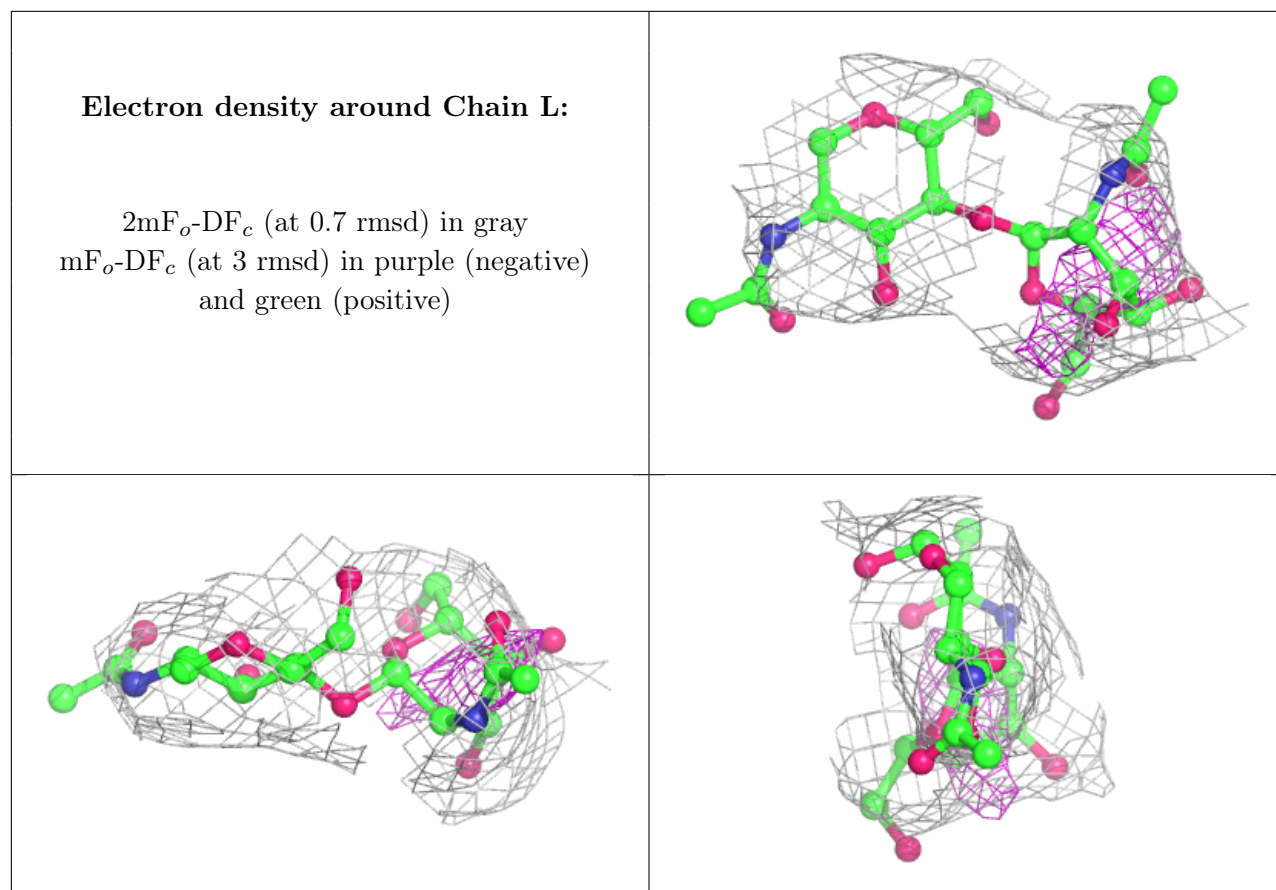 Electron density around Chain L:
2mFo-DFc (at 0.7 rmsd) in gray
mFo-DFc (at 3 rmsd) in purple (negative)
and green (positive)